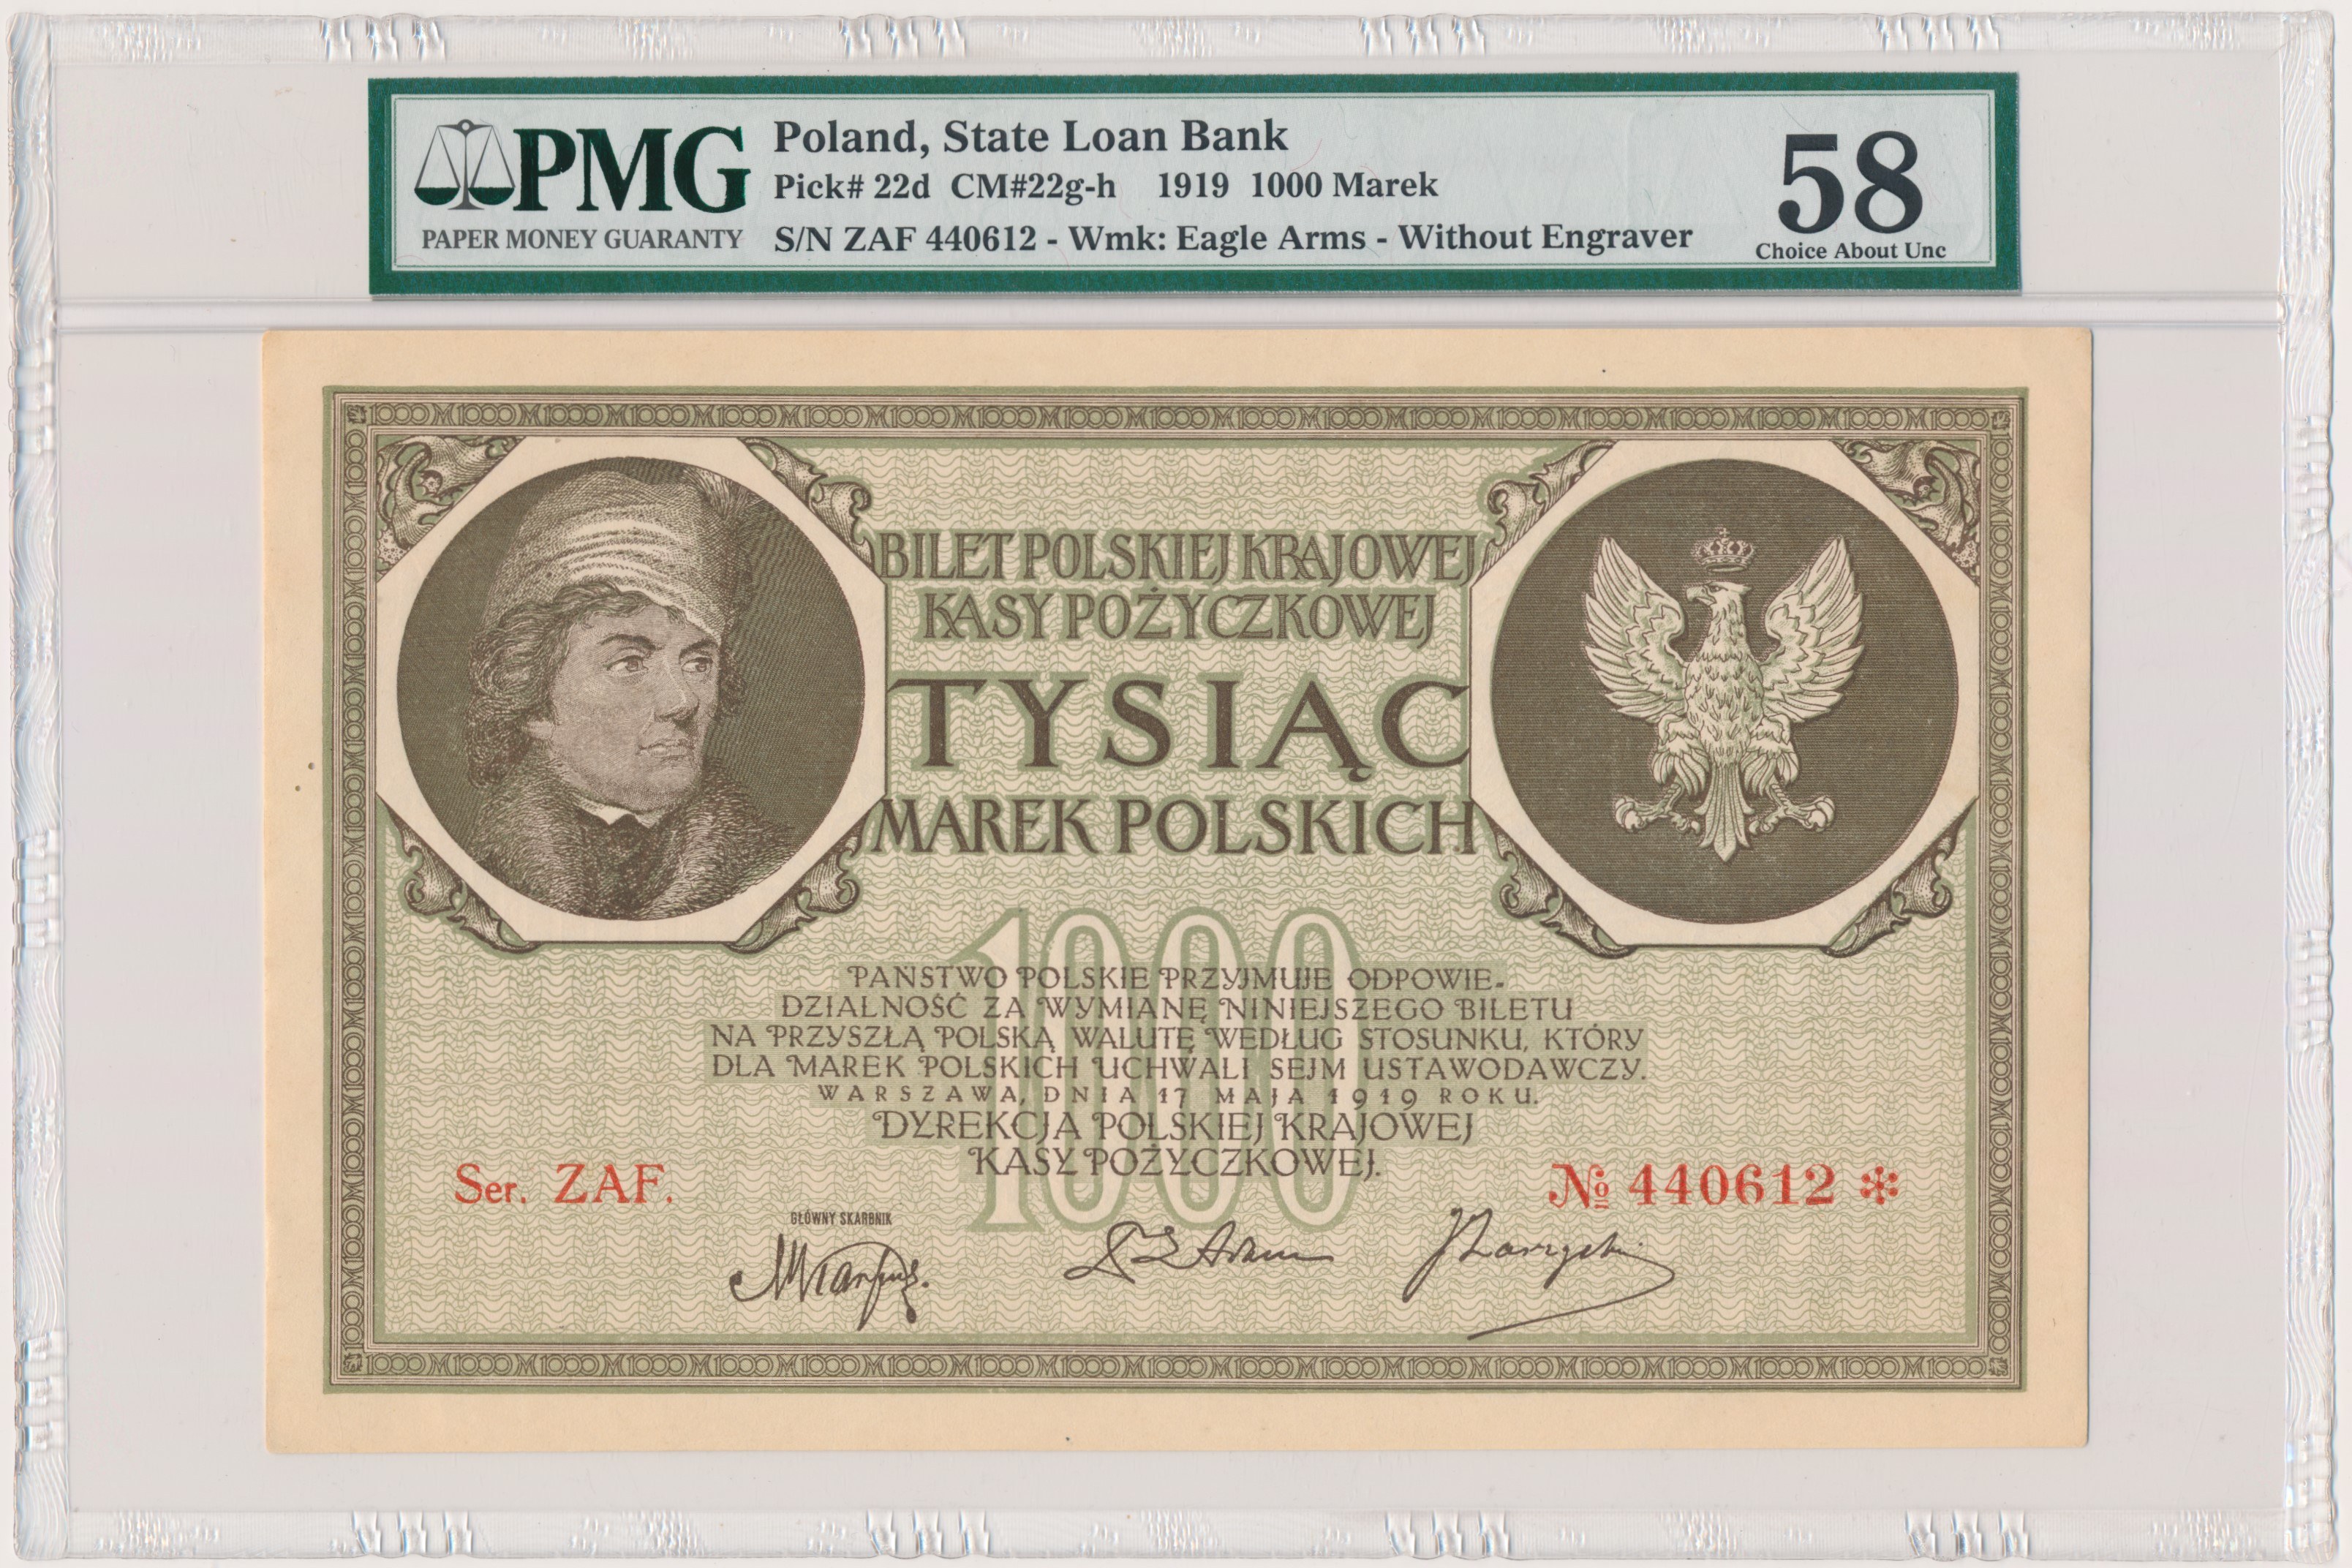 PMG
PAPER MONEY GUARANTY
Poland, State Loan Bank
Pick# 22d CM#22g-h 1919 1000 Marek
S/N ZAF 440612 - Wmk: Eagle Arms - Without Engraver
58
Choice About Unc
BILET POLSKIEJ KRAJOWEJ
KASY POŻYCZKOWEJ
TYSIĄC
MAREK POLSKICH
1000
PAŃSTWO POLSKIE PRZYJMUJE ODPOWIE-
DZIALNOŚĆ ZA WYMIANĘ NINIEJSZEGO BILETU
NA PRZYSZŁĄ POLSKĄ WALUTĘ WEDŁUG STOSUNKU, KTÓRY
DLA MAREK POLSKICH UCHWALI SEJM USTAWODAWCZY.
WARSZAWA, DNIA 17 MAJA 1919 ROKU.
DYREKCJA POLSKIEJ KRAJOWEJ
KASY POŻYCZKOWEJ.
Ser. ZAF.
№ 440612 *
GŁÓWNY SKARBNIK